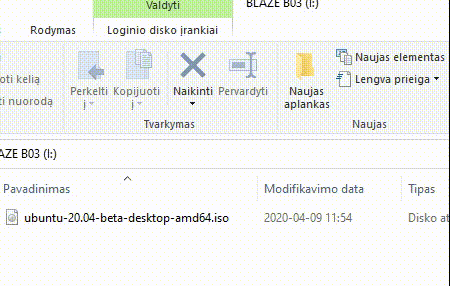 Valdyti
BLAZE B03 (I:)
Rodymas
Loginio disko įrankiai
oti kelią
ti nuorodą
Perkelti į
Kopijuoti į
Naikinti
Pervardyti
Naujas aplankas
Naujas elementas
Lengva prieiga
Tvarkymas
Naujas
AZE B03 (I:)
Pavadinimas
Modifikavimo data
Tipas
ubuntu-20.04-beta-desktop-amd64.iso
2020-04-09 11:54
Disko at